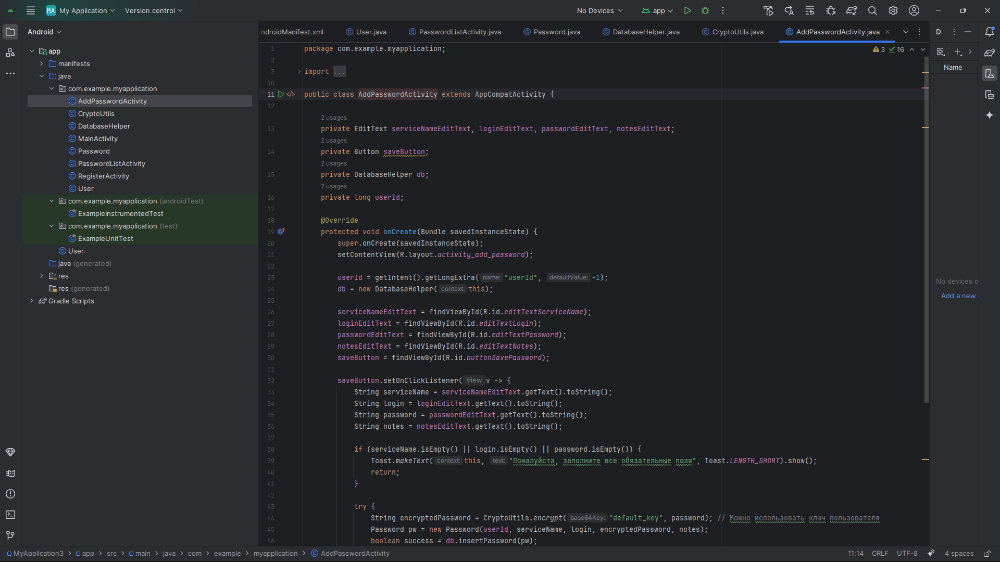 MA My Application Version control No Devices app
Android
app
manifests
java
com.example.myapplication
AddPasswordActivity
CryptoUtils
DatabaseHelper
MainActivity
Password
PasswordListActivity
RegisterActivity
User
com.example.myapplication (androidTest)
ExampleInstrumentedTest
com.example.myapplication (test)
ExampleUnitTest
User
java (generated)
res
res (generated)
Gradle Scripts
ndroidManifest.xml User.java PasswordListActivity.java Password.java DatabaseHelper.java CryptoUtils.java AddPasswordActivity.java
3 16
1 package com.example.myapplication;
2
3 import ...
10
11 public class AddPasswordActivity extends AppCompatActivity {
12
2 usages
13 private EditText serviceNameEditText, loginEditText, passwordEditText, notesEditText;
2 usages
14 private Button saveButton;
2 usages
15 private DatabaseHelper db;
2 usages
16 private long userId;
17
18 @Override
19 protected void onCreate(Bundle savedInstanceState) {
20 super.onCreate(savedInstanceState);
21 setContentView(R.layout.activity_add_password);
22
23 userId = getIntent().getLongExtra( name: "userId", defaultValue: -1);
24 db = new DatabaseHelper( context: this);
25
26 serviceNameEditText = findViewById(R.id.editTextServiceName);
27 loginEditText = findViewById(R.id.editTextLogin);
28 passwordEditText = findViewById(R.id.editTextPassword);
29 notesEditText = findViewById(R.id.editTextNotes);
30 saveButton = findViewById(R.id.buttonSavePassword);
31
32 saveButton.setOnClickListener( View v -> {
33 String serviceName = serviceNameEditText.getText().toString();
34 String login = loginEditText.getText().toString();
35 String password = passwordEditText.getText().toString();
36 String notes = notesEditText.getText().toString();
37
38 if (serviceName.isEmpty() || login.isEmpty() || password.isEmpty()) {
39 Toast.makeText( context: this, text: "Пожалуйста, заполните все обязательные поля", Toast.LENGTH_SHORT).show();
40 return;
41 }
42
43 try {
44 String encryptedPassword = CryptoUtils.encrypt( base64Key: "default_key", password); // Можно использовать ключ пользователя
45 Password pw = new Password(userId, serviceName, login, encryptedPassword, notes);
46 boolean success = db.insertPassword(pw);
D
Name
No devices c
Add a new
MyApplication3 > app > src > main > java > com > example > myapplication > AddPasswordActivity
11:14 CRLF UTF-8 4 spaces